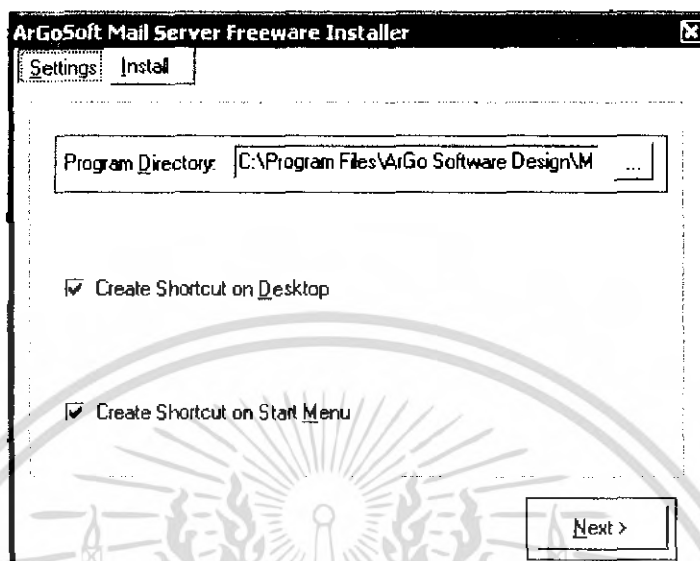 ArGoSoft Mail Server Freeware Installer
Settings Install
Program Directory: C:\Program Files\ArGo Software Design\M ...
Create Shortcut on Desktop
Create Shortcut on Start Menu
Next >